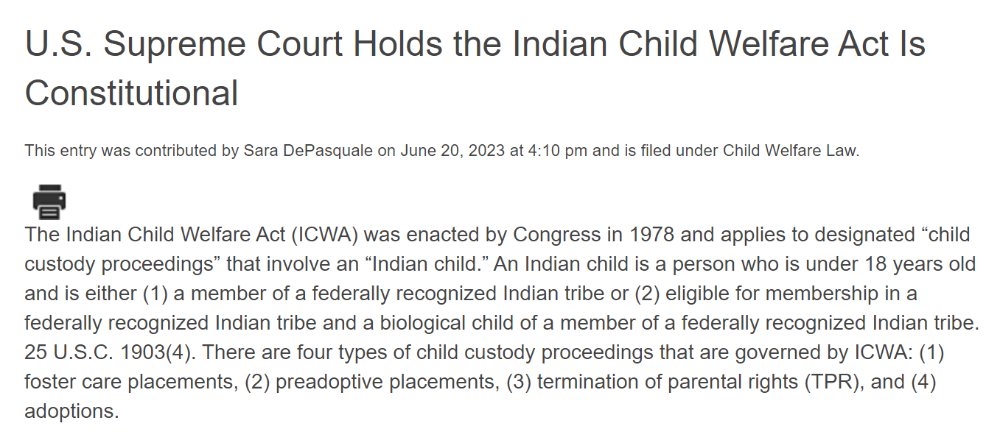 U.S. Supreme Court Holds the Indian Child Welfare Act Is
Constitutional
This entry was contributed by Sara DePasquale on June 20, 2023 at 4:10 pm and is filed under Child Welfare Law.
The Indian Child Welfare Act (ICWA) was enacted by Congress in 1978 and applies to designated “child
custody proceedings” that involve an “Indian child.” An Indian child is a person who is under 18 years old
and is either (1) a member of a federally recognized Indian tribe or (2) eligible for membership in a
federally recognized Indian tribe and a biological child of a member of a federally recognized Indian tribe.
25 U.S.C. 1903(4). There are four types of child custody proceedings that are governed by ICWA: (1)
foster care placements, (2) preadoptive placements, (3) termination of parental rights (TPR), and (4)
adoptions.